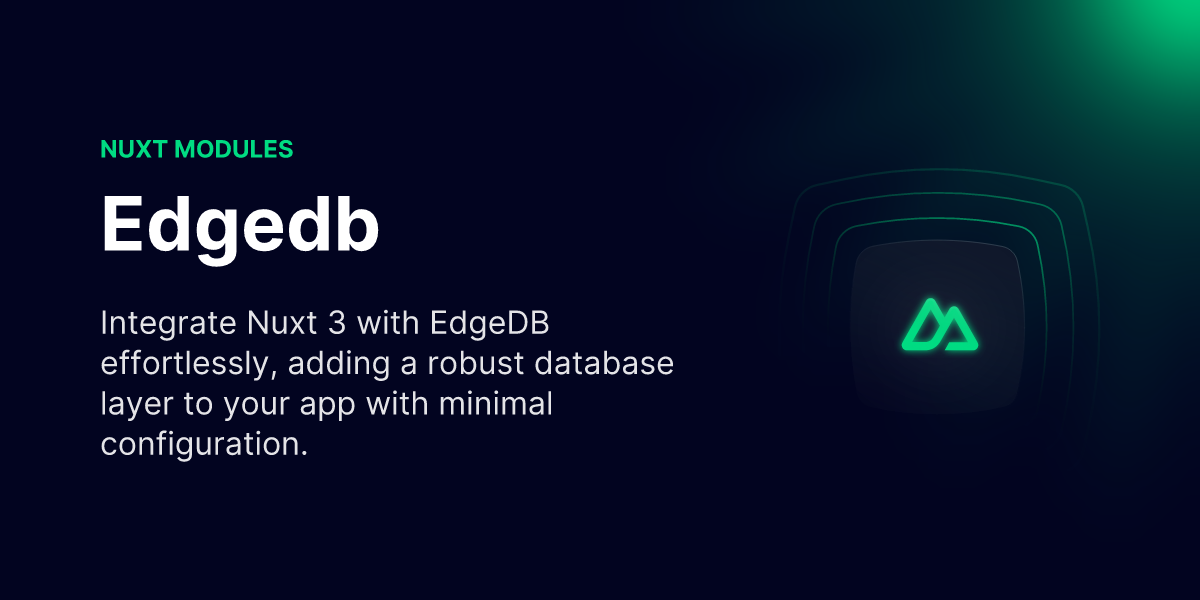 NUXT MODULES
Edgedb
Integrate Nuxt 3 with EdgeDB
effortlessly, adding a robust database
layer to your app with minimal
configuration.